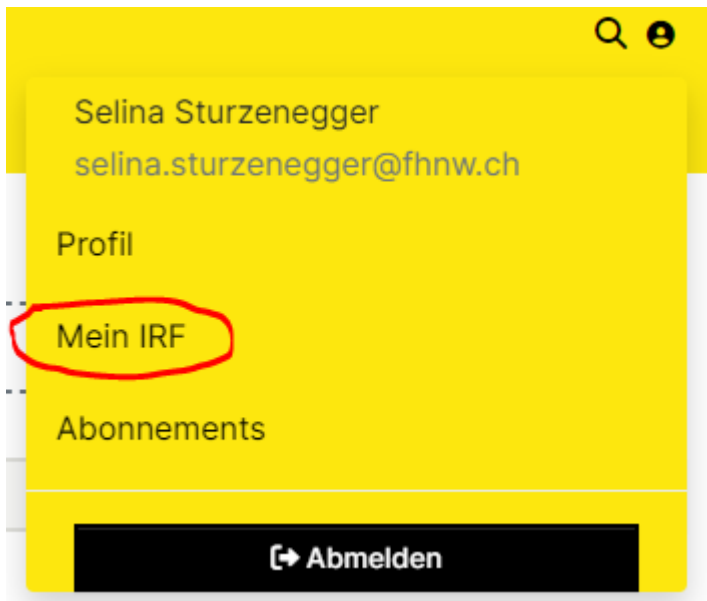 Selina Sturzenegger
selina.sturzenegger@fhnw.ch
Profil
Mein IRF
Abonnements
Abmelden